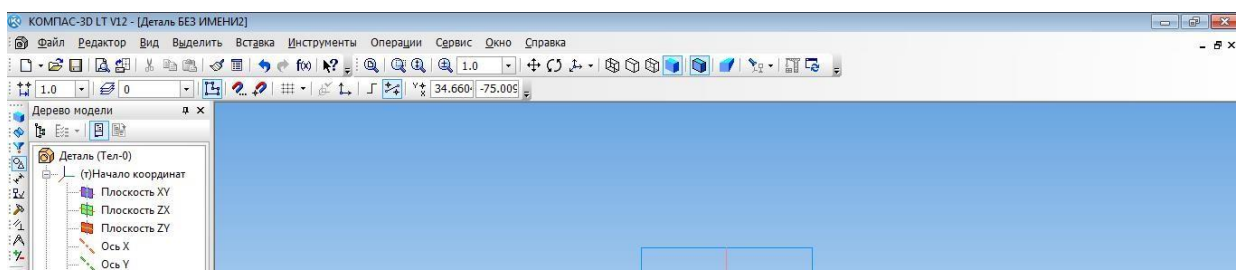 КОМПАС-3D LT V12 - [Деталь БЕЗ ИМЕНИ2]
Файл Редактор Вид Выделить Вставка Инструменты Операции Сервис Окно Справка
f(x) 1.0
1.0 0 34.660 -75.009
Дерево модели
Деталь (Тел-0)
(т)Начало координат
Плоскость XY
Плоскость ZX
Плоскость ZY
Ось X
Ось Y